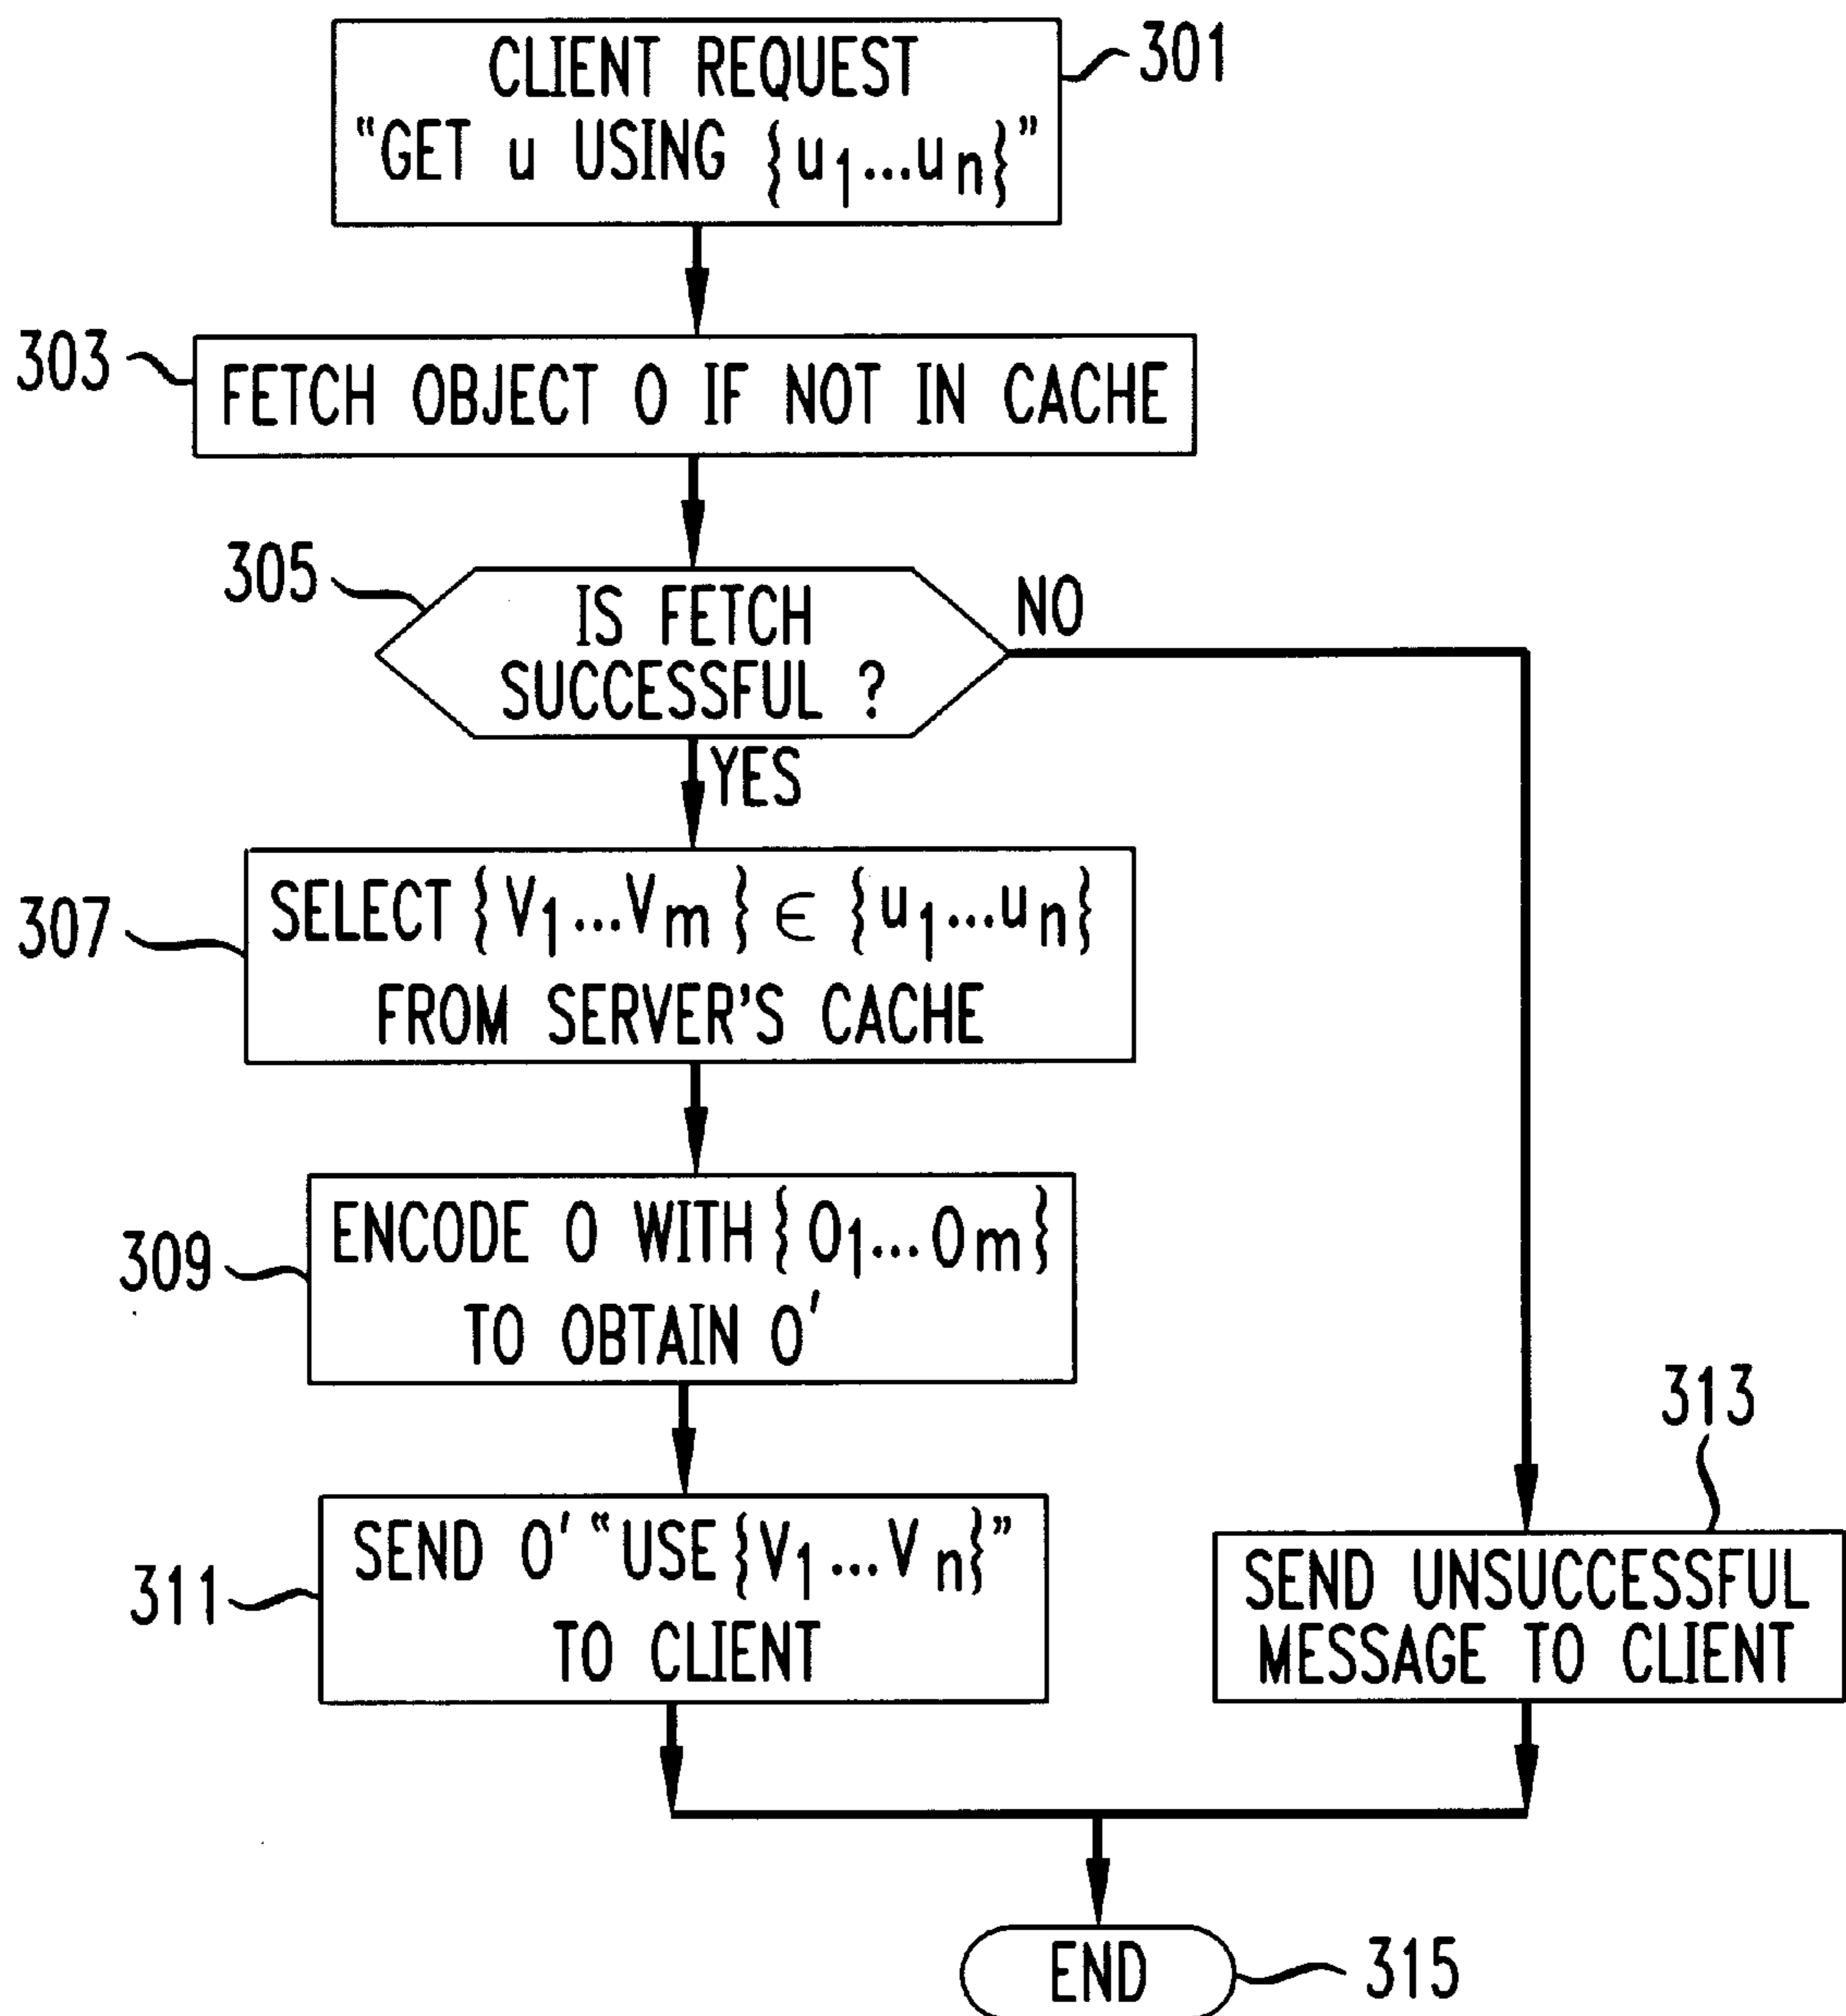 CLIENT REQUEST
“GET u USING {u1...un}”
301
303
FETCH OBJECT O IF NOT IN CACHE
305
IS FETCH
SUCCESSFUL ?
NO
YES
307
SELECT {V1...Vm} ∈ {u1...un}
FROM SERVER'S CACHE
309
ENCODE O WITH {O1...Om}
TO OBTAIN O'
311
SEND O' “USE {V1...Vn}”
TO CLIENT
313
SEND UNSUCCESSFUL
MESSAGE TO CLIENT
END
315